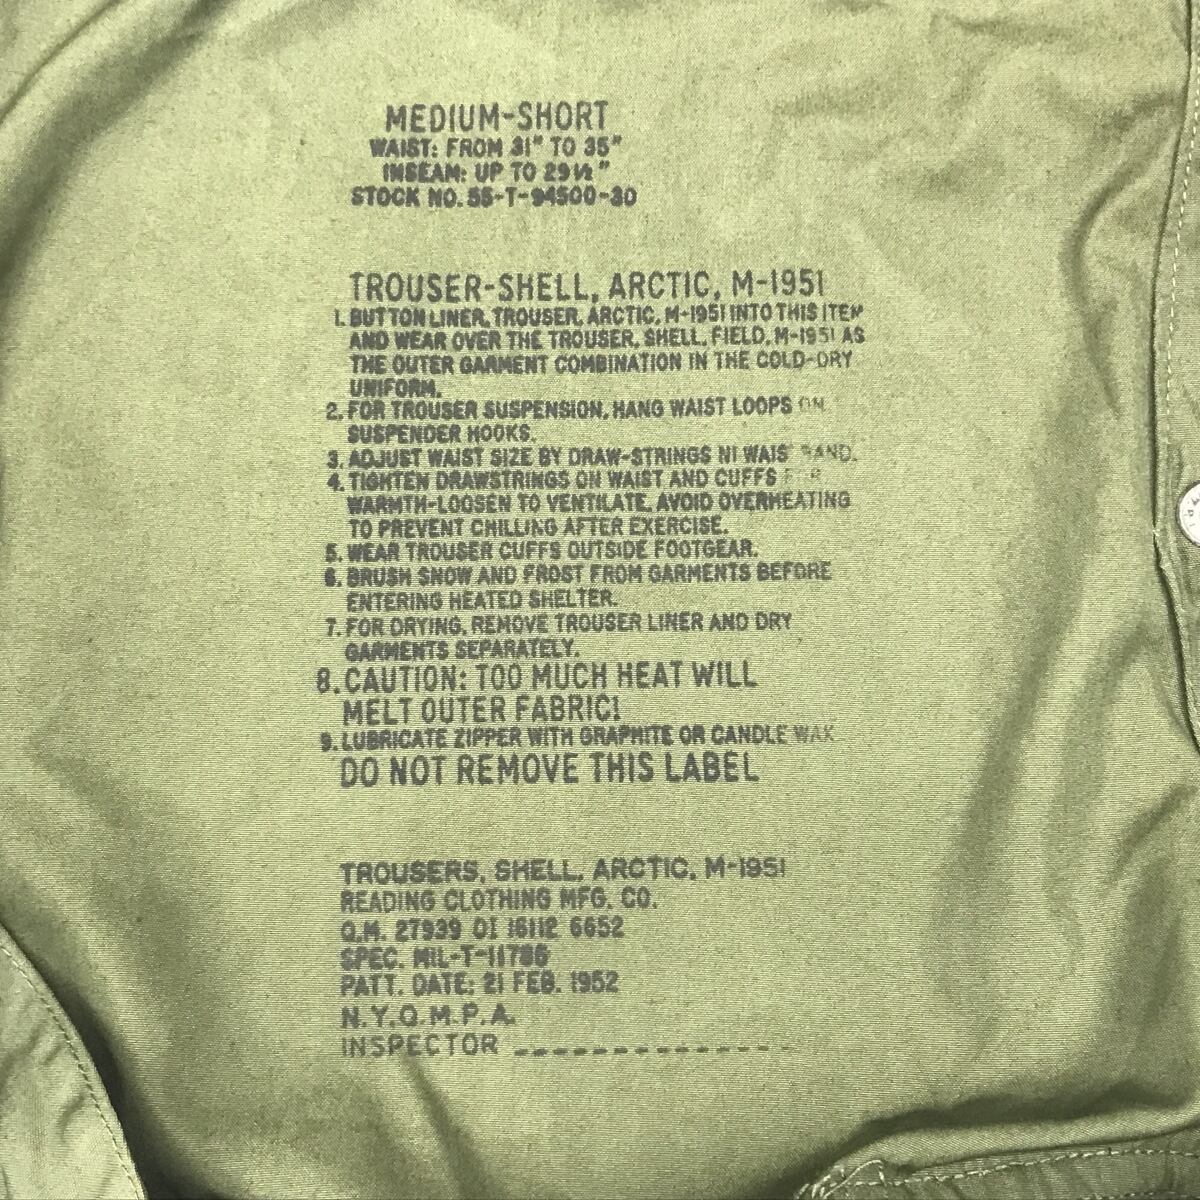 MEDIUM-SHORT
WAIST: FROM 31" TO 35"
INSEAM: UP TO 29½"
STOCK NO. 55-T-94500-30
TROUSER-SHELL, ARCTIC, M-1951
1. BUTTON LINER, TROUSER, ARCTIC, M-1951 INTO THIS ITEM
AND WEAR OVER THE TROUSER, SHELL, FIELD, M-1951 AS
THE OUTER GARMENT COMBINATION IN THE COLD-DRY
UNIFORM.
2. FOR TROUSER SUSPENSION, HANG WAIST LOOPS ON
SUSPENDER HOOKS.
3. ADJUST WAIST SIZE BY DRAW-STRINGS NI WAIS BAND.
4. TIGHTEN DRAWSTRINGS ON WAIST AND CUFFS FOR
WARMTH-LOOSEN TO VENTILATE, AVOID OVERHEATING
TO PREVENT CHILLING AFTER EXERCISE.
5. WEAR TROUSER CUFFS OUTSIDE FOOTGEAR.
6. BRUSH SNOW AND FROST FROM GARMENTS BEFORE
ENTERING HEATED SHELTER.
7. FOR DRYING, REMOVE TROUSER LINER AND DRY
GARMENTS SEPARATELY.
8. CAUTION: TOO MUCH HEAT WILL
MELT OUTER FABRIC!
9. LUBRICATE ZIPPER WITH GRAPHITE OR CANDLE WAX
DO NOT REMOVE THIS LABEL
TROUSERS, SHELL, ARCTIC, M-1951
READING CLOTHING MFG. CO.
Q.M. 27939 OI 16112 6652
SPEC. MIL-T-11786
PATT. DATE: 21 FEB. 1952
N.Y.Q.M.P.A.
INSPECTOR ---------------